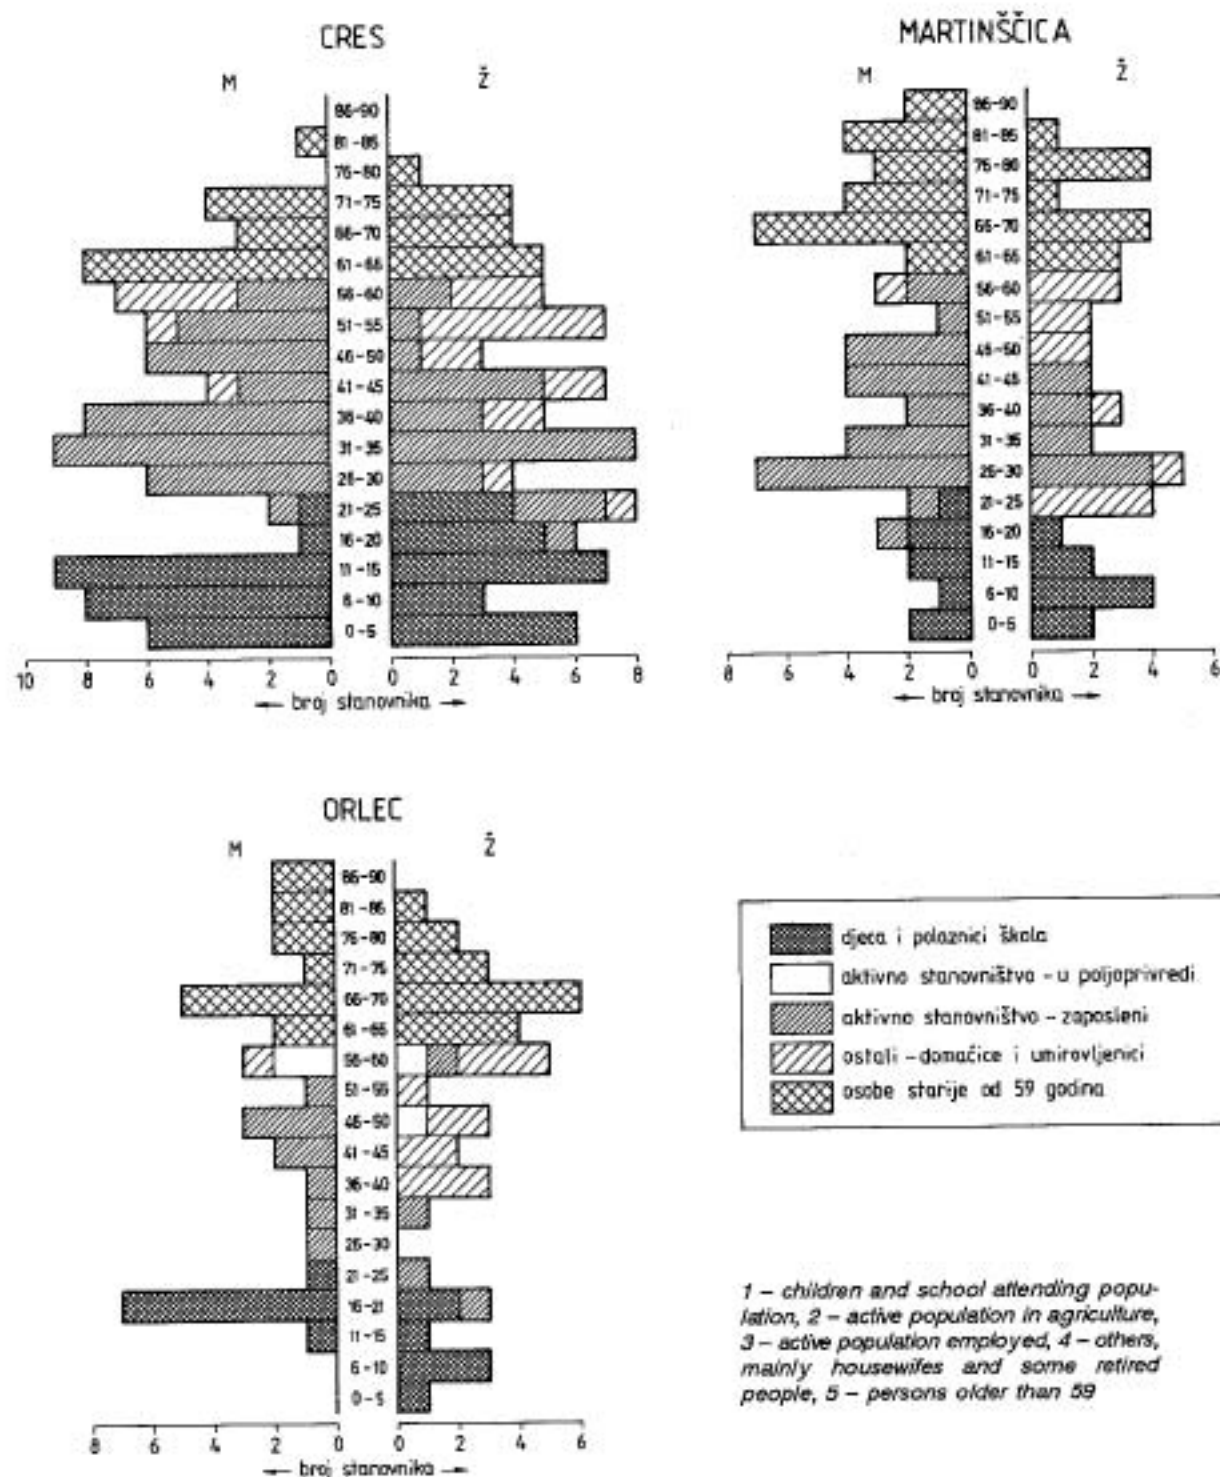 CRES
M Ž
86-90
81-85
76-80
71-75
66-70
61-65
56-60
51-55
46-50
41-45
36-40
31-35
26-30
21-25
16-20
11-15
6-10
0-5
10 8 6 4 2 0 0 2 4 6 8
← broj stanovnika →
MARTINŠČICA
M Ž
86-90
81-85
76-80
71-75
66-70
61-65
56-60
51-55
46-50
41-45
36-40
31-35
26-30
21-25
16-20
11-15
6-10
0-5
8 6 4 2 0 0 2 4 6
← broj stanovnika →
ORLEC
M Ž
86-90
81-85
76-80
71-75
66-70
61-65
56-60
51-55
46-50
41-45
36-40
31-35
26-30
21-25
16-21
11-15
6-10
0-5
8 6 4 2 0 0 2 4 6
← broj stanovnika →
djeca i polaznici škola
aktivno stanovništvo - u poljoprivredi
aktivno stanovništvo - zaposleni
ostali - domaćice i umirovljenici
osobe starije od 59 godina
1 – children and school attending popu-
lation, 2 – active population in agriculture,
3 – active population employed, 4 – others,
mainly housewifes and some retired
people, 5 – persons older than 59